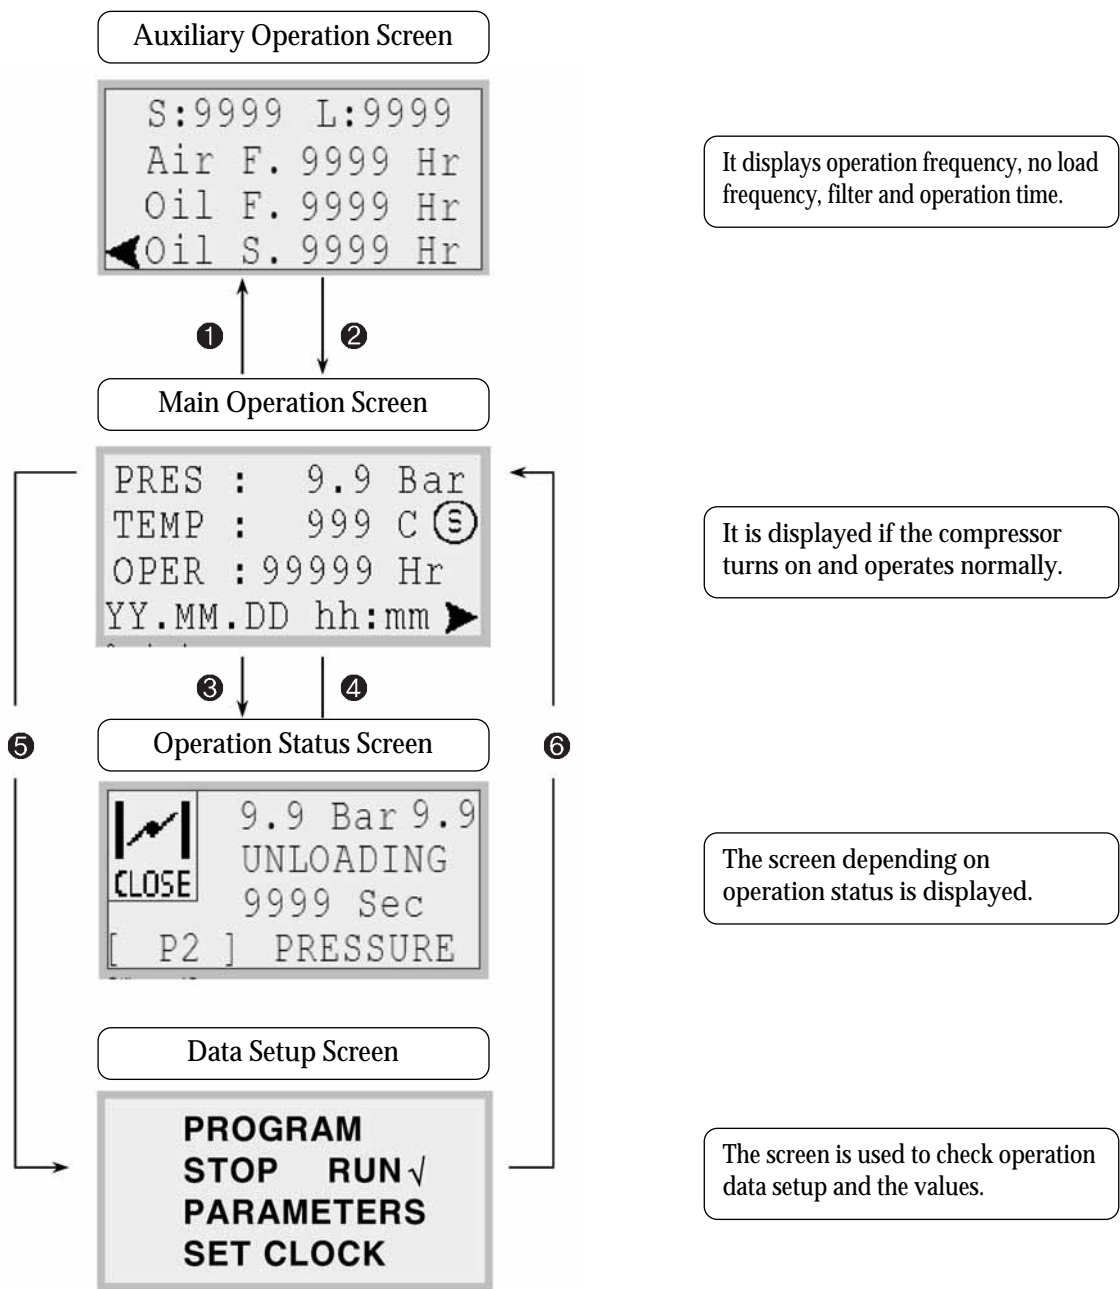 Auxiliary Operation Screen
S:9999 L:9999
Air F. 9999 Hr
Oil F. 9999 Hr
Oil S. 9999 Hr
It displays operation frequency, no load
frequency, filter and operation time.
❶ ❷
Main Operation Screen
PRES : 9.9 Bar
TEMP : 999 C Ⓢ
OPER :99999 Hr
YY.MM.DD hh:mm
It is displayed if the compressor
turns on and operates normally.
❸ ❹
❺ ❻
Operation Status Screen
CLOSE
9.9 Bar 9.9
UNLOADING
9999 Sec
[ P2 ] PRESSURE
The screen depending on
operation status is displayed.
Data Setup Screen
PROGRAM
STOP RUN√
PARAMETERS
SET CLOCK
The screen is used to check operation
data setup and the values.